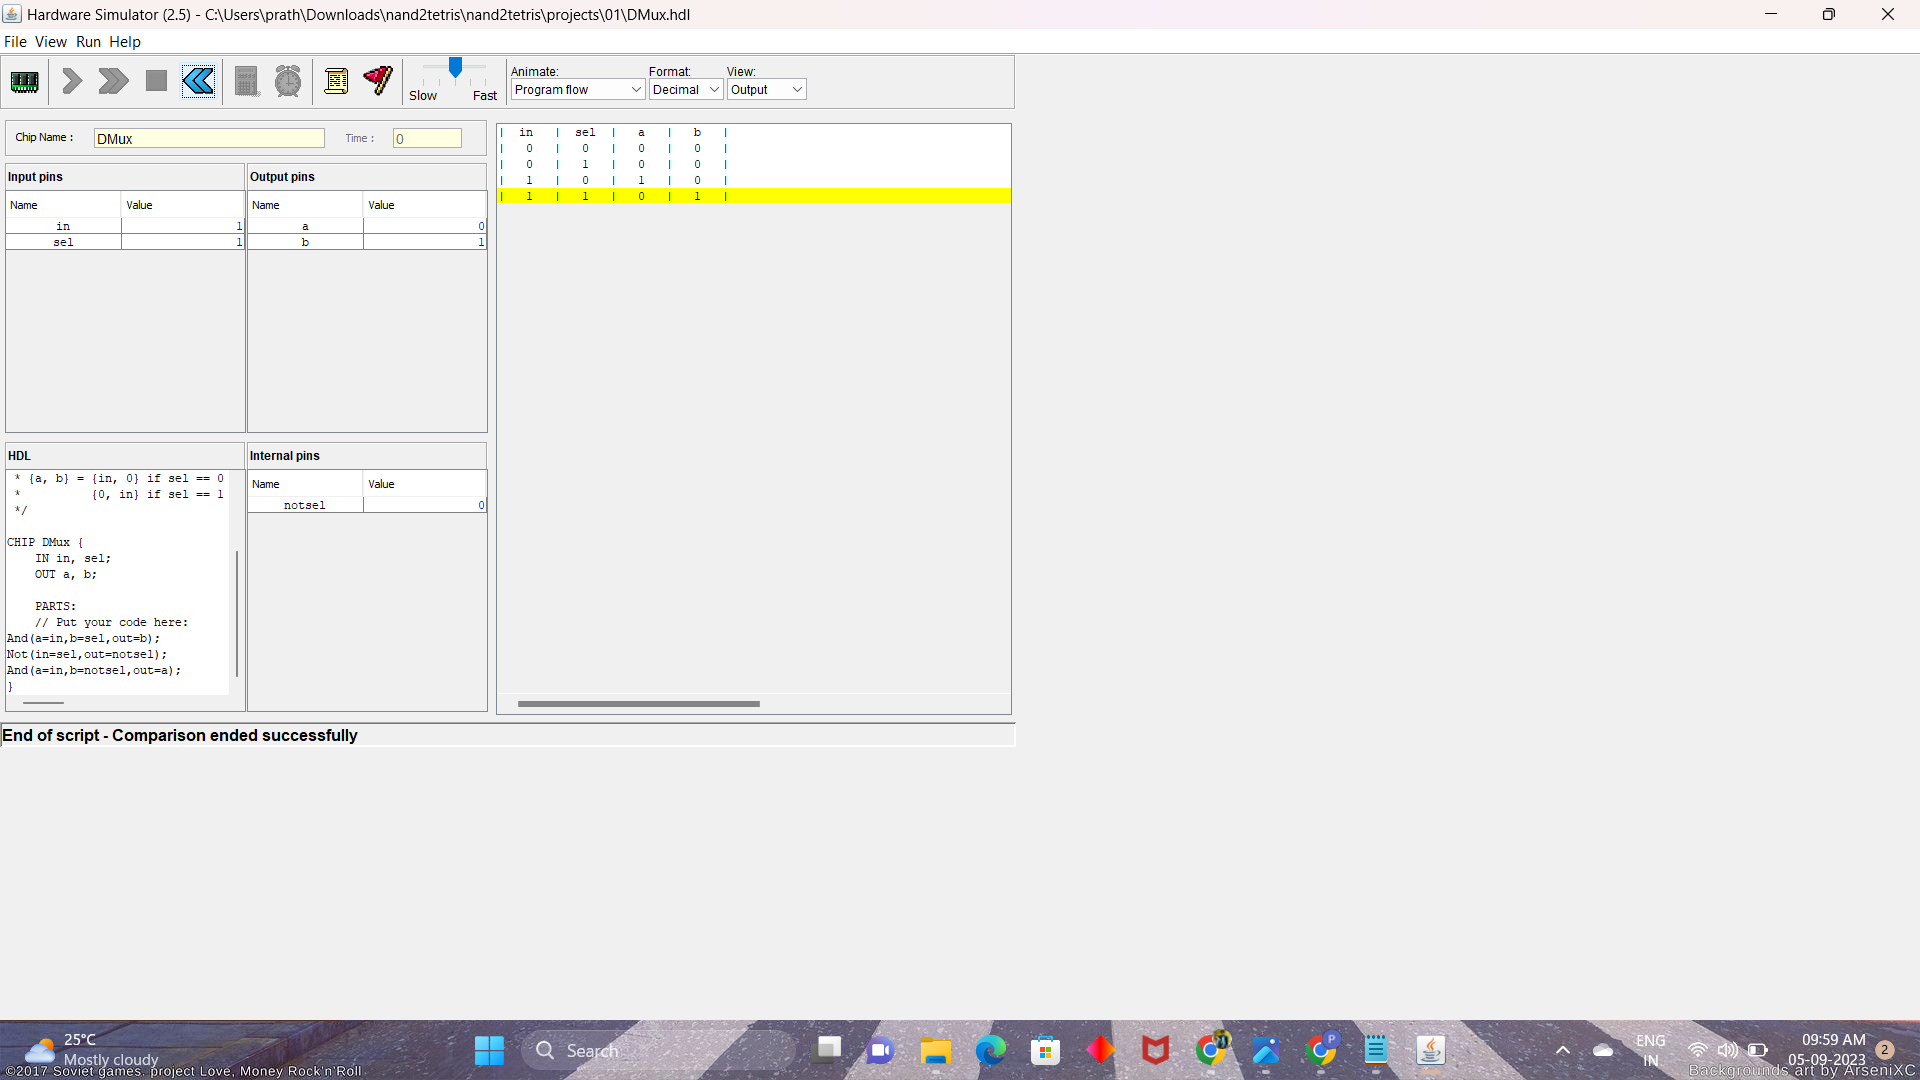 Hardware Simulator (2.5) - C:\Users\prath\Downloads\nand2tetris\nand2tetris\projects\01\DMux.hdl
File View Run Help
Slow Fast
Animate: Format: View:
Program flow Decimal Output
Chip Name : DMux Time : 0
Input pins
Name Value
in 1
sel 1
Output pins
Name Value
a 0
b 1
| in | sel | a | b |
| 0 | 0 | 0 | 0 |
| 0 | 1 | 0 | 0 |
| 1 | 0 | 1 | 0 |
| 1 | 1 | 0 | 1 |
HDL
* {a, b} = {in, 0} if sel == 0
* {0, in} if sel == 1
*/
CHIP DMux {
IN in, sel;
OUT a, b;
PARTS:
// Put your code here:
And(a=in,b=sel,out=b);
Not(in=sel,out=notsel);
And(a=in,b=notsel,out=a);
}
Internal pins
Name Value
notsel 0
End of script - Comparison ended successfully
25°C
Mostly cloudy
©2017 Soviet games. project Love, Money Rock'n'Roll
Search
P
ENG
IN
09:59 AM
05-09-2023
2
Backgrounds art by ArseniXC